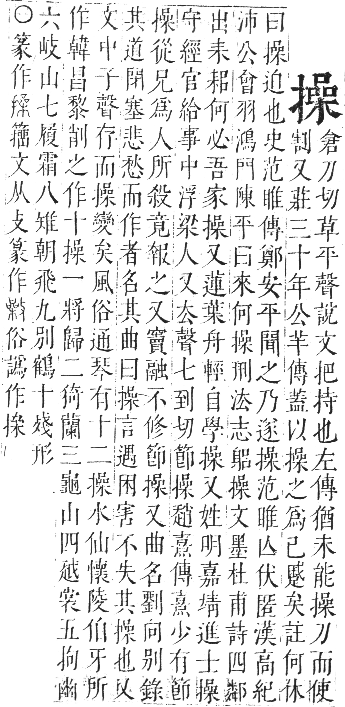 操
倉刀切草平聲說文把持也左傳猶未能操刀而使
割又莊三十年公羊傳蓋以操之爲已蹙矣註何休
曰操迫也史范睢傳鄭安平聞之乃遂操范睢亾伏匿漢高紀
沛公會羽鴻門陳平曰來何操刑法志躬操文墨杜甫詩四鄰
出耒耜何必吾家操又蓮葉舟輕自學操又姓明嘉靖進士操
守經官給事中浮梁人又去聲七到切節操趙憙傳憙少有節
操從兄爲人所殺竟報之又竇融不修節操又曲名劉向別錄
其道閉塞悲愁而作者名其曲曰操言遇困害不失其操也又
文中子聲存而操變矣風俗通琴有十二操水仙懷陵伯牙所
作韓昌黎制之作十操一將歸二猗蘭三龜山四越裳五拘幽
六岐山七履霜八雉朝飛九別鶴十殘形
○篆作籒文从攴篆作俗譌作